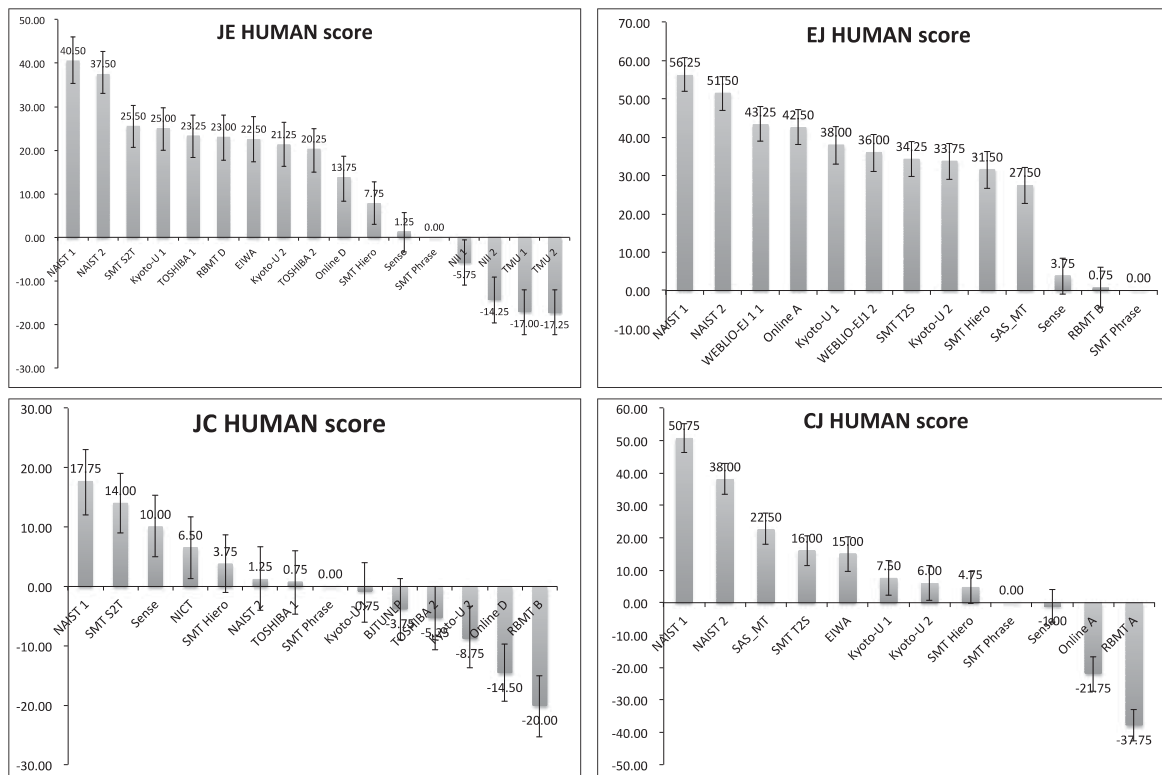 JE HUMAN score
50.00
40.00
30.00
20.00
10.00
0.00
-10.00
-20.00
-30.00
40.50
37.50
25.50
25.00
23.25
23.00
22.50
21.25
20.25
13.75
7.75
1.25
0.00
-5.75
-14.25
-17.00
-17.25
NAIST 1
NAIST 2
SMT S2T
Kyoto-U 1
TOSHIBA 1
RBMT D
EIWA
Kyoto-U 2
TOSHIBA 2
Online D
SMT Hiero
Sense
SMT Phrase
NII 1
NII 2
TMU 1
TMU 2
EJ HUMAN score
70.00
60.00
50.00
40.00
30.00
20.00
10.00
0.00
-10.00
56.25
51.50
43.25
42.50
38.00
36.00
34.25
33.75
31.50
27.50
3.75
0.75
0.00
NAIST 1
NAIST 2
WEBLIO-EJ1 1
Online A
Kyoto-U 1
WEBLIO-EJ1 2
SMT T2S
Kyoto-U 2
SMT Hiero
SAS_MT
Sense
RBMT B
SMT Phrase
JC HUMAN score
30.00
20.00
10.00
0.00
-10.00
-20.00
-30.00
17.75
14.00
10.00
6.50
3.75
1.25
0.75
0.00
-0.75
-3.75
-5.25
-8.75
-14.50
-20.00
NAIST 1
SMT S2T
Sense
NICT
SMT Hiero
NAIST 2
TOSHIBA 1
SMT Phrase
Kyoto-U 1
BJTUNLP
TOSHIBA 2
Kyoto-U 2
Online D
RBMT B
CJ HUMAN score
60.00
50.00
40.00
30.00
20.00
10.00
0.00
-10.00
-20.00
-30.00
-40.00
-50.00
50.75
38.00
22.50
16.00
15.00
7.50
6.00
4.75
0.00
-1.00
-21.75
-37.75
NAIST 1
NAIST 2
SAS_MT
SMT T2S
EIWA
Kyoto-U 1
Kyoto-U 2
SMT Hiero
SMT Phrase
Sense
Online A
RBMT A